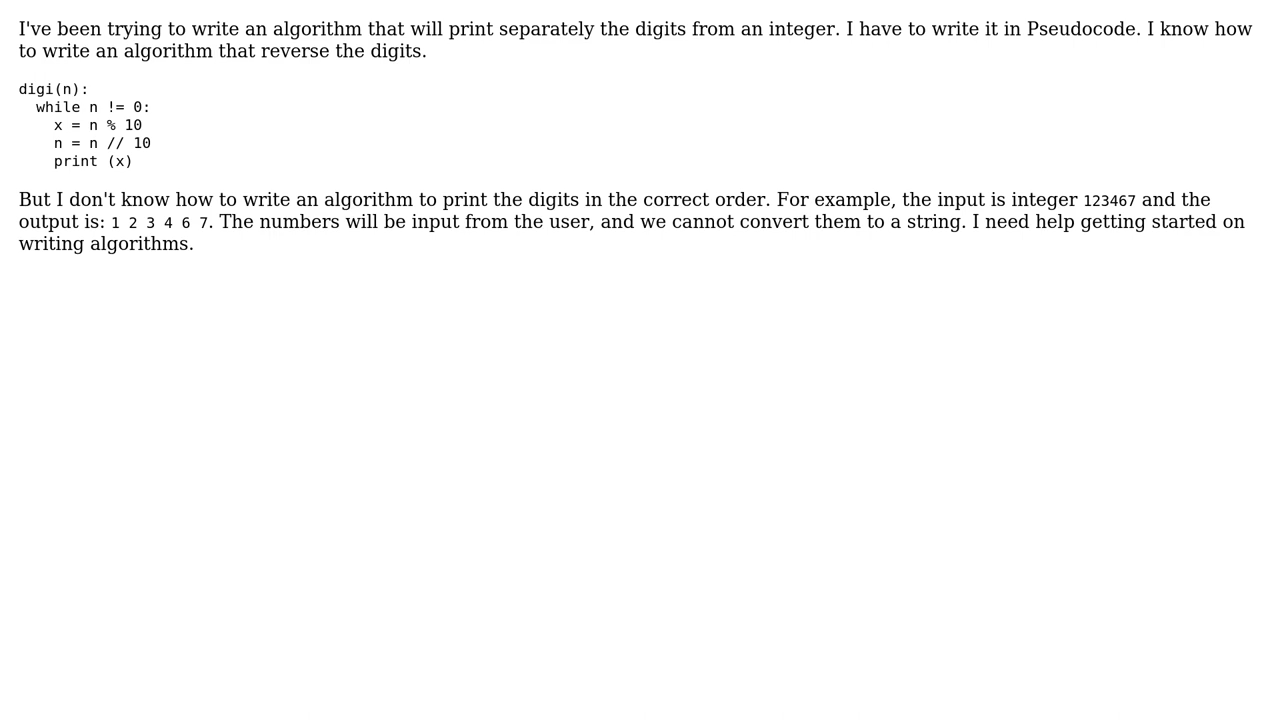 I've been trying to write an algorithm that will print separately the digits from an integer. I have to write it in Pseudocode. I know how
to write an algorithm that reverse the digits.
digi(n):
  while n != 0:
    x = n % 10
    n = n // 10
    print (x)
But I don't know how to write an algorithm to print the digits in the correct order. For example, the input is integer 123467 and the
output is: 1 2 3 4 6 7. The numbers will be input from the user, and we cannot convert them to a string. I need help getting started on
writing algorithms.